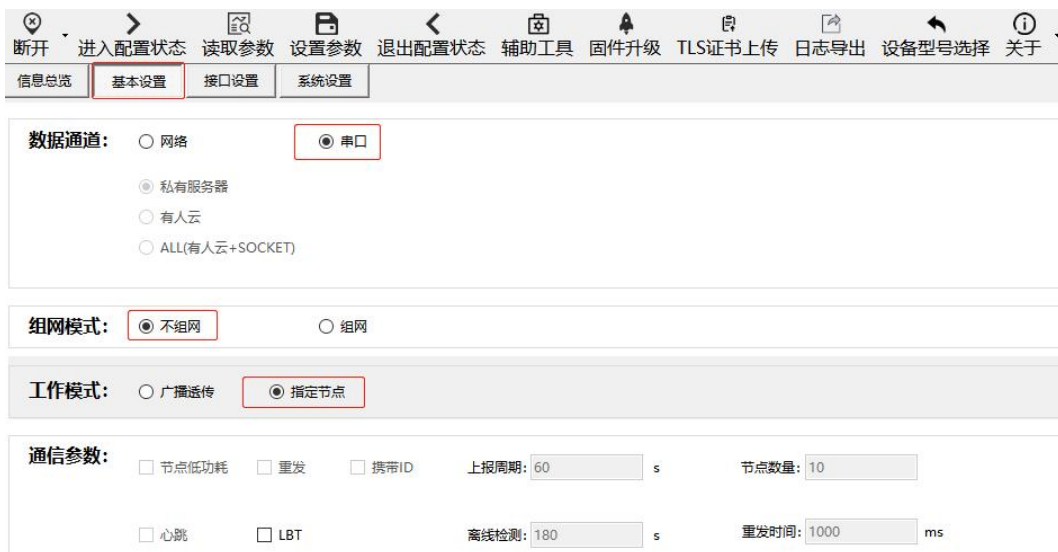 断开 进入配置状态 读取参数 设置参数 退出配置状态 辅助工具 固件升级 TLS证书上传 日志导出 设备型号选择 关于
信息总览 基本设置 接口设置 系统设置
数据通道: 网络 串口
私有服务器
有人云
ALL(有人云+SOCKET)
组网模式: 不组网 组网
工作模式: 广播透传 指定节点
通信参数: 节点低功耗 重发 携带ID 上报周期: 60 s 节点数量: 10
心跳 LBT 离线检测: 180 s 重发时间: 1000 ms